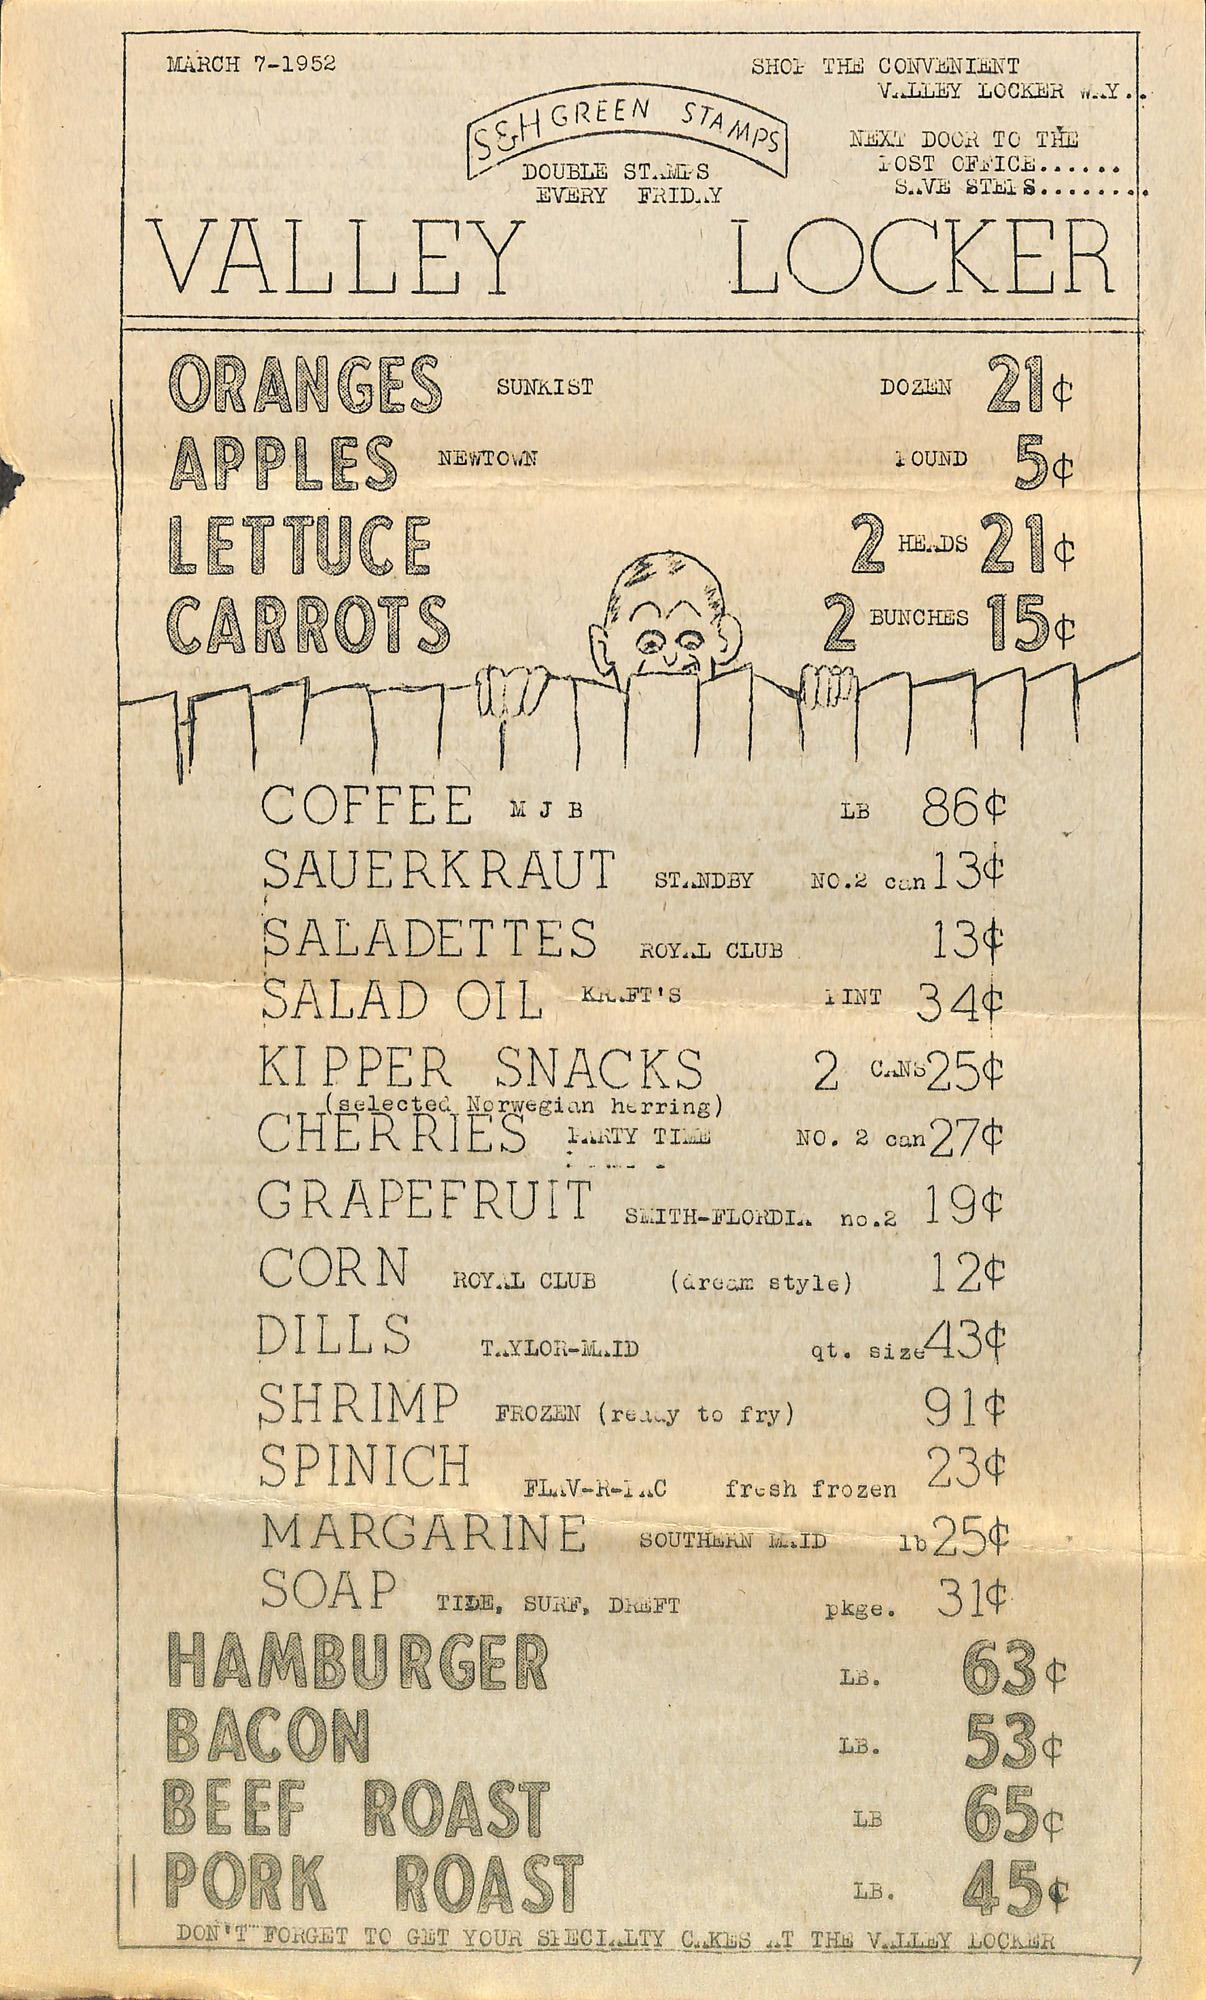 MARCH 7-1952
SHOP THE CONVENIENT
VALLEY LOCKER WAY..
S&H GREEN STAMPS
DOUBLE STAMPS
EVERY FRIDAY
NEXT DOOR TO THE
POST OFFICE......
SAVE STEPS........
VALLEY LOCKER
ORANGES SUNKIST DOZEN 21¢
APPLES NEWTOWN POUND 5¢
LETTUCE 2 HEADS 21¢
CARROTS 2 BUNCHES 15¢
COFFEE M J B LB 86¢
SAUERKRAUT STANDBY NO.2 can 13¢
SALADETTES ROYAL CLUB 13¢
SALAD OIL KRAFT'S PINT 34¢
KIPPER SNACKS 2 CANS 25¢
(selected Norwegian herring)
CHERRIES PARTY TIME NO. 2 can 27¢
GRAPEFRUIT SMITH-FLORDIA no.2 19¢
CORN ROYAL CLUB (cream style) 12¢
DILLS TAYLOR-MAID qt. size 43¢
SHRIMP FROZEN (ready to fry) 91¢
SPINICH FLAV-R-PAC fresh frozen 23¢
MARGARINE SOUTHERN MAID lb 25¢
SOAP TIDE, SURF, DREFT pkge. 31¢
HAMBURGER LB. 63¢
BACON LB. 53¢
BEEF ROAST LB 65¢
PORK ROAST LB. 45¢
DON'T FORGET TO GET YOUR SPECIALTY CAKES AT THE VALLEY LOCKER